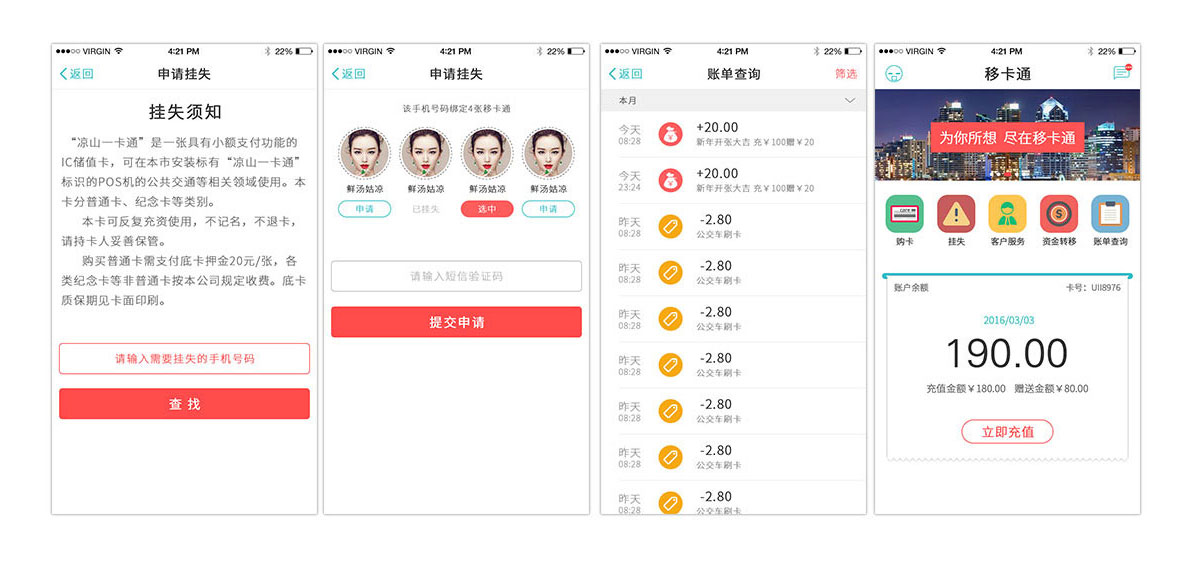 VIRGIN 4:21 PM 22%
返回 申请挂失
挂失须知
“凉山一卡通”是一张具有小额支付功能的
IC储值卡，可在本市安装标有“凉山一卡通”
标识的POS机的公共交通等相关领域使用。本
卡分普通卡、纪念卡等类别。
本卡可反复充资使用，不记名，不退卡，
请持卡人妥善保管。
购买普通卡需支付底卡押金20元/张，各
类纪念卡等非普通卡按本公司规定收费。底卡
质保期见卡面印刷。
请输入需要挂失的手机号码
查 找
VIRGIN 4:21 PM 22%
返回 申请挂失
该手机号码绑定4张移卡通
鲜汤姑凉 鲜汤姑凉 鲜汤姑凉 鲜汤姑凉
申请 已挂失 选中 申请
请输入短信验证码
提交申请
VIRGIN 4:21 PM 22%
返回 账单查询 筛选
本月
今天 +20.00
08:28 新年开张大吉 充￥100赠￥20
今天 +20.00
23:24 新年开张大吉 充￥100赠￥20
昨天 -2.80
08:28 公交车刷卡
昨天 -2.80
08:28 公交车刷卡
昨天 -2.80
08:28 公交车刷卡
昨天 -2.80
08:28 公交车刷卡
昨天 -2.80
08:28 公交车刷卡
昨天 -2.80
08:28 公交车刷卡
昨天 -2.80
08:28 公交车刷卡
VIRGIN 4:21 PM 22%
移卡通
为你所想 尽在移卡通
购卡 挂失 客户服务 资金转移 账单查询
账户余额 卡号：UII8976
2016/03/03
190.00
充值金额￥180.00 赠送金额￥80.00
立即充值